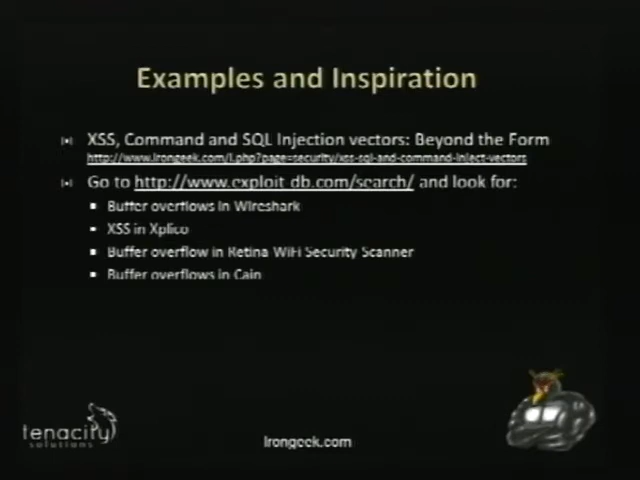 Examples and Inspiration
XSS, Command and SQL Injection vectors: Beyond the Form
http://www.irongeek.com/i.php?page=security/xss-sql-and-command-inject-vectors
Go to http://www.exploit-db.com/search/ and look for:
Buffer overflows in Wireshark
XSS in Xplico
Buffer overflow in Retina WiFi Security Scanner
Buffer overflows in Cain
tenacity
solutions
Irongeek.com